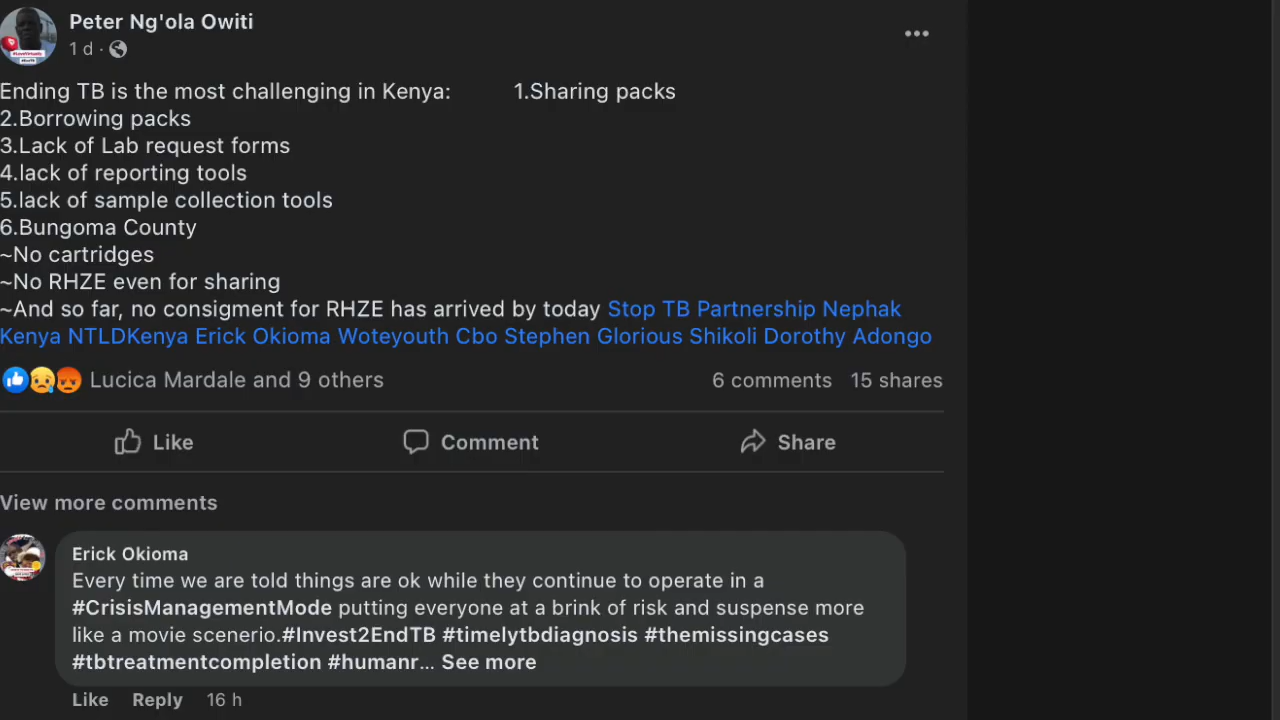 Peter Ng'ola Owiti
1 d ·
Ending TB is the most challenging in Kenya: 1.Sharing packs
2.Borrowing packs
3.Lack of Lab request forms
4.lack of reporting tools
5.lack of sample collection tools
6.Bungoma County
~No cartridges
~No RHZE even for sharing
~And so far, no consigment for RHZE has arrived by today Stop TB Partnership Nephak
Kenya NTLDKenya Erick Okioma Woteyouth Cbo Stephen Glorious Shikoli Dorothy Adongo
Lucica Mardale and 9 others 6 comments 15 shares
Like Comment Share
View more comments
Erick Okioma
Every time we are told things are ok while they continue to operate in a
#CrisisManagementMode putting everyone at a brink of risk and suspense more
like a movie scenerio.#Invest2EndTB #timelytbdiagnosis #themissingcases
#tbtreatmentcompletion #humanr... See more
Like Reply 16 h